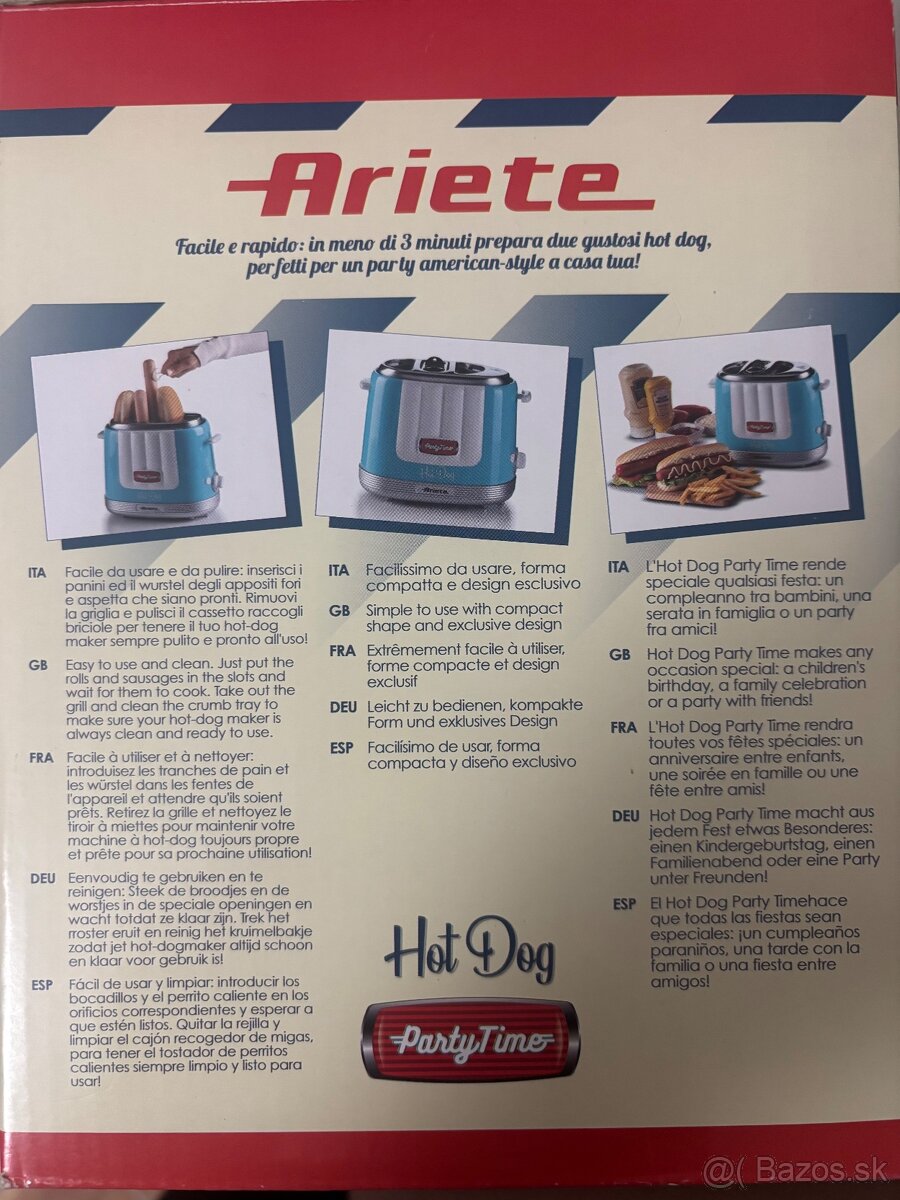 Ariete
Facile e rapido: in meno di 3 minuti prepara due gustosi hot dog,
perfetti per un party american-style a casa tua!
PartyTime
Ariete
PartyTime
Hot Dog
Ariete
PartyTime
ITA Facile da usare e da pulire: inserisci i
panini ed il wurstel degli appositi fori
e aspetta che siano pronti. Rimuovi
la griglia e pulisci il cassetto raccogli
briciole per tenere il tuo hot-dog
maker sempre pulito e pronto all'uso!
GB Easy to use and clean. Just put the
rolls and sausages in the slots and
wait for them to cook. Take out the
grill and clean the crumb tray to
make sure your hot-dog maker is
always clean and ready to use.
FRA Facile à utiliser et à nettoyer:
introduisez les tranches de pain et
les würstel dans les fentes de
l'appareil et attendre qu'ils soient
prêts. Retirez la grille et nettoyez le
tiroir à miettes pour maintenir votre
machine à hot-dog toujours propre
et prête pour sa prochaine utilisation!
DEU Eenvoudig te gebruiken en te
reinigen: Steek de broodjes en de
worstjes in de speciale openingen en
wacht totdat ze klaar zijn. Trek het
rroster eruit en reinig het kruimelbakje
zodat jet hot-dogmaker altijd schoon
en klaar voor gebruik is!
ESP Fácil de usar y limpiar: introducir los
bocadillos y el perrito caliente en los
orificios correspondientes y esperar a
que estén listos. Quitar la rejilla y
limpiar el cajón recogedor de migas,
para tener el tostador de perritos
calientes siempre limpio y listo para
usar!
ITA Facilissimo da usare, forma
compatta e design esclusivo
GB Simple to use with compact
shape and exclusive design
FRA Extrêmement facile à utiliser,
forme compacte et design
exclusif
DEU Leicht zu bedienen, kompakte
Form und exklusives Design
ESP Facilísimo de usar, forma
compacta y diseño exclusivo
ITA L'Hot Dog Party Time rende
speciale qualsiasi festa: un
compleanno tra bambini, una
serata in famiglia o un party
fra amici!
GB Hot Dog Party Time makes any
occasion special: a children's
birthday, a family celebration
or a party with friends!
FRA L'Hot Dog Party Time rendra
toutes vos fêtes spéciales: un
anniversaire entre enfants,
une soirée en famille ou une
fête entre amis!
DEU Hot Dog Party Time macht aus
jedem Fest etwas Besonderes:
einen Kindergeburtstag, einen
Familienabend oder eine Party
unter Freunden!
ESP El Hot Dog Party Timehace
que todas las fiestas sean
especiales: ¡un cumpleaños
paraniños, una tarde con la
familia o una fiesta entre
amigos!
Hot Dog
PartyTime
@( Bazos.sk